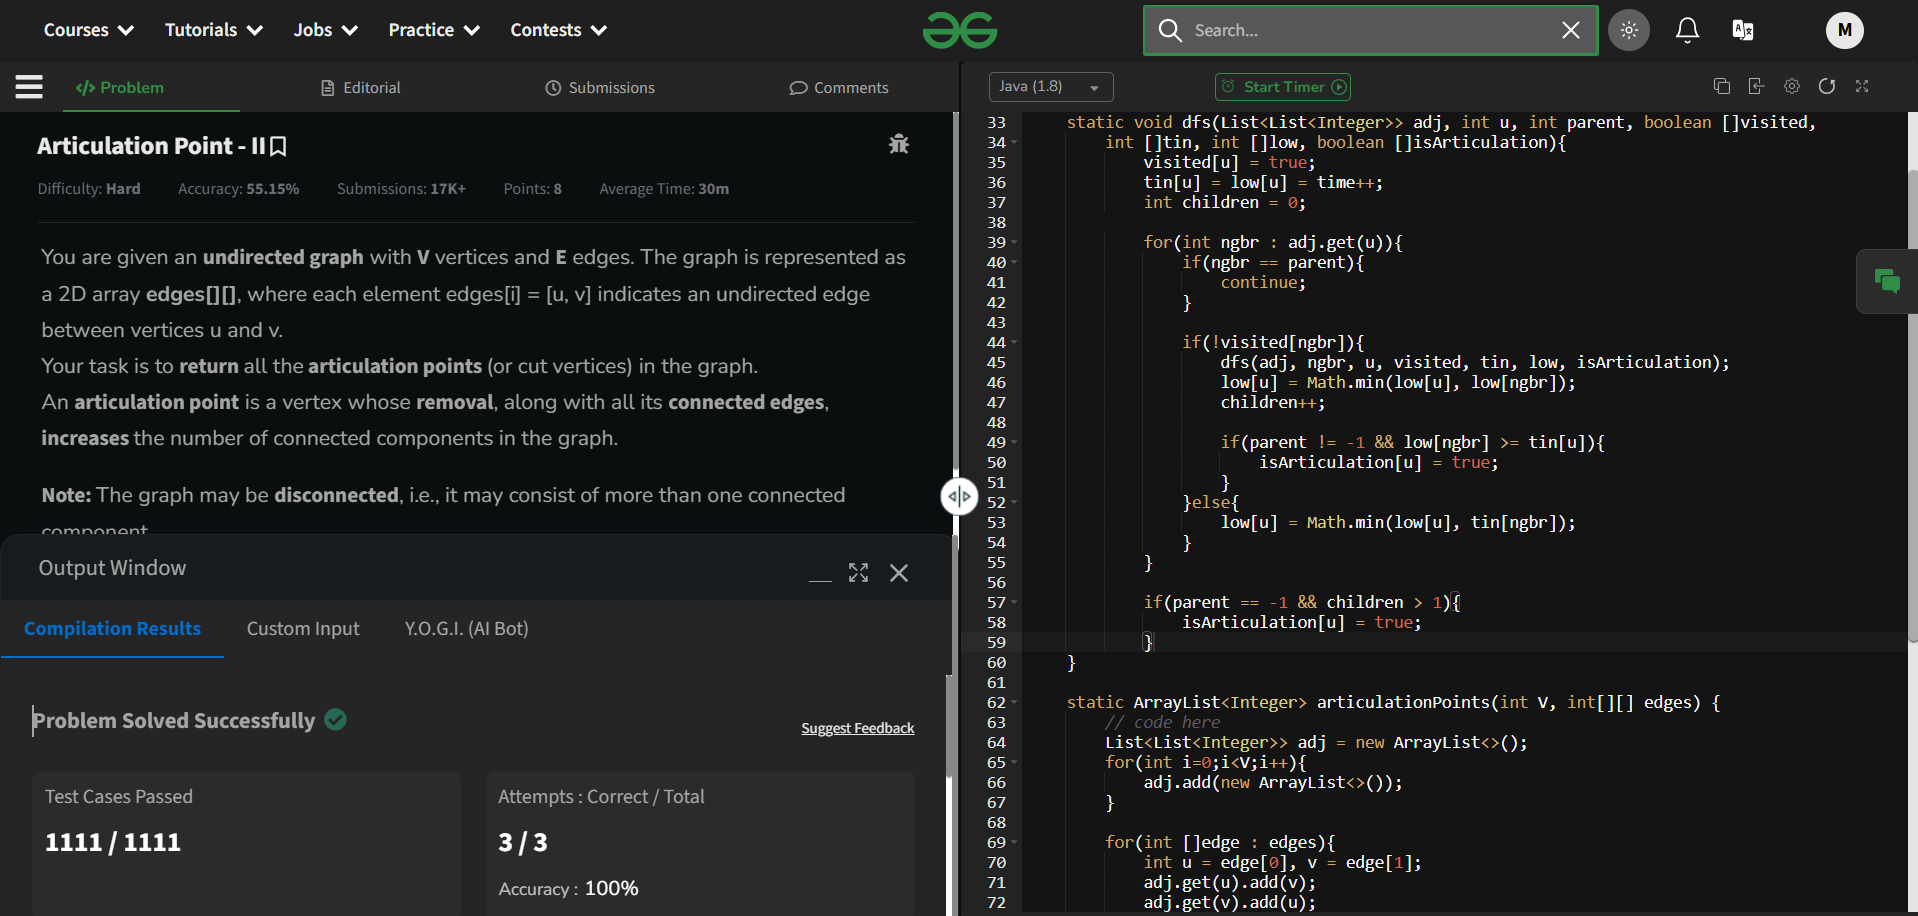 Courses Tutorials Jobs Practice Contests
Search...
M
</> Problem Editorial Submissions Comments
Java (1.8) Start Timer
Articulation Point - II
Difficulty: Hard Accuracy: 55.15% Submissions: 17K+ Points: 8 Average Time: 30m
You are given an undirected graph with V vertices and E edges. The graph is represented as
a 2D array edges[][], where each element edges[i] = [u, v] indicates an undirected edge
between vertices u and v.
Your task is to return all the articulation points (or cut vertices) in the graph.
An articulation point is a vertex whose removal, along with all its connected edges,
increases the number of connected components in the graph.
Note: The graph may be disconnected, i.e., it may consist of more than one connected
component
Output Window
Compilation Results Custom Input Y.O.G.I. (AI Bot)
Problem Solved Successfully
Suggest Feedback
Test Cases Passed
1111 / 1111
Attempts : Correct / Total
3 / 3
Accuracy : 100%
33 static void dfs(List<List<Integer>> adj, int u, int parent, boolean []visited,
34 int []tin, int []low, boolean []isArticulation){
35 visited[u] = true;
36 tin[u] = low[u] = time++;
37 int children = 0;
38
39 for(int ngbr : adj.get(u)){
40 if(ngbr == parent){
41 continue;
42 }
43
44 if(!visited[ngbr]){
45 dfs(adj, ngbr, u, visited, tin, low, isArticulation);
46 low[u] = Math.min(low[u], low[ngbr]);
47 children++;
48
49 if(parent != -1 && low[ngbr] >= tin[u]){
50 isArticulation[u] = true;
51 }
52 }else{
53 low[u] = Math.min(low[u], tin[ngbr]);
54 }
55 }
56
57 if(parent == -1 && children > 1){
58 isArticulation[u] = true;
59 }
60 }
61
62 static ArrayList<Integer> articulationPoints(int V, int[][] edges) {
63 // code here
64 List<List<Integer>> adj = new ArrayList<>();
65 for(int i=0;i<V;i++){
66 adj.add(new ArrayList<>());
67 }
68
69 for(int []edge : edges){
70 int u = edge[0], v = edge[1];
71 adj.get(u).add(v);
72 adj.get(v).add(u);